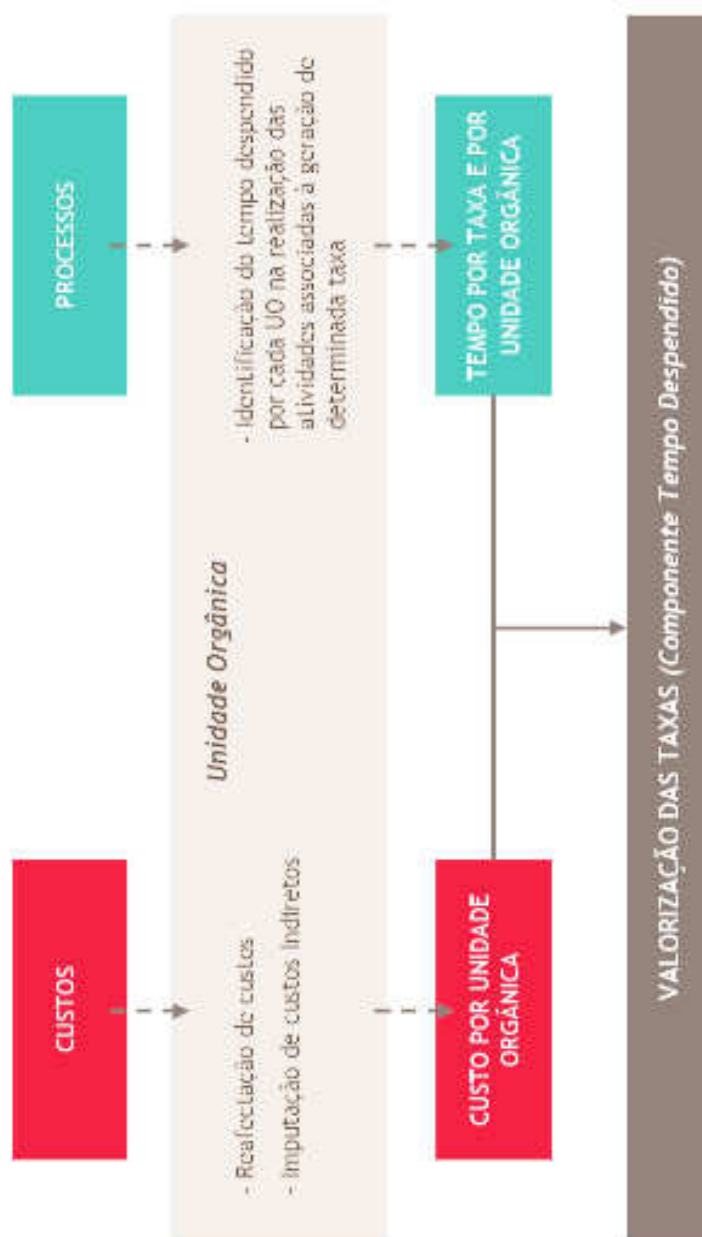 CUSTOS
PROCESSOS
Unidade Orgânica
- Reafectação de custos
- Imputação de custos indiretos
- Identificação do tempo despendido
por cada UO na realização das
atividades associadas à geração de
determinada taxa
CUSTO POR UNIDADE
ORGÂNICA
TEMPO POR TAXA E POR
UNIDADE ORGÂNICA
VALORIZAÇÃO DAS TAXAS (Componente Tempo Despendido)